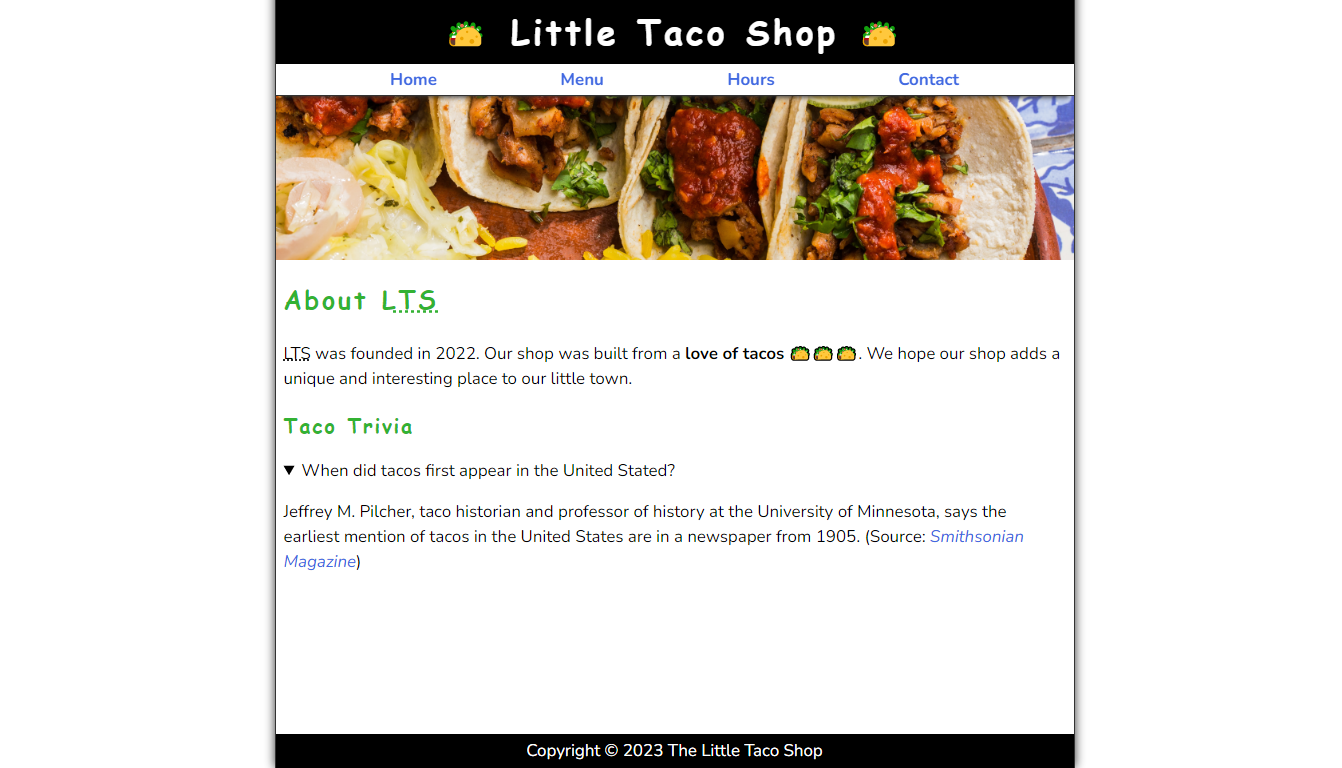 🌮 Little Taco Shop 🌮
Home Menu Hours Contact
About LTS
LTS was founded in 2022. Our shop was built from a love of tacos 🌮🌮🌮. We hope our shop adds a
unique and interesting place to our little town.
Taco Trivia
▼ When did tacos first appear in the United Stated?
Jeffrey M. Pilcher, taco historian and professor of history at the University of Minnesota, says the
earliest mention of tacos in the United States are in a newspaper from 1905. (Source: Smithsonian
Magazine)
Copyright © 2023 The Little Taco Shop